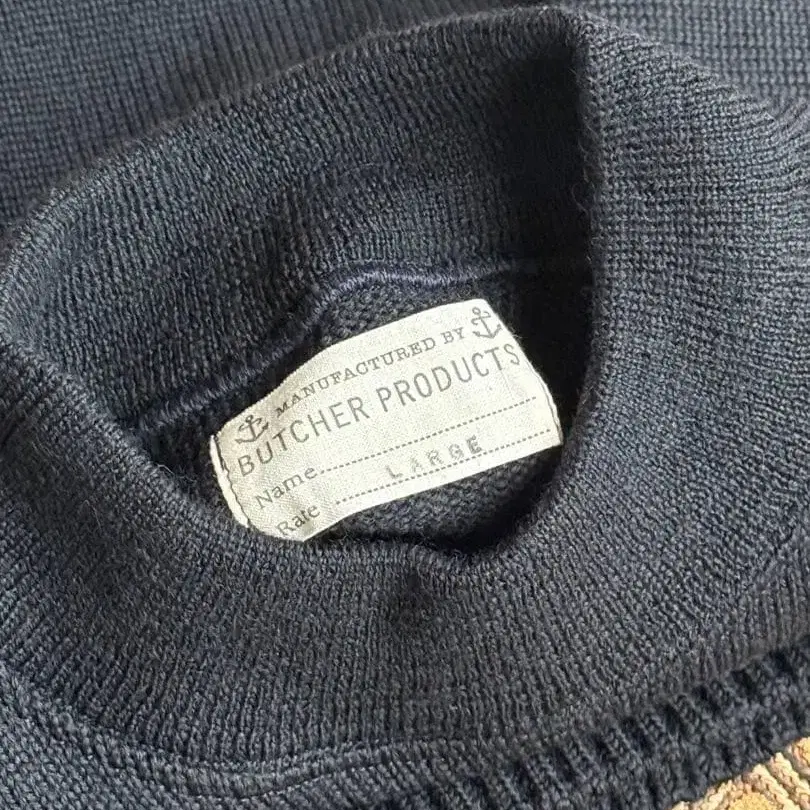 MANUFACTURED BY
BUTCHER PRODUCTS
Name
LARGE
Rate